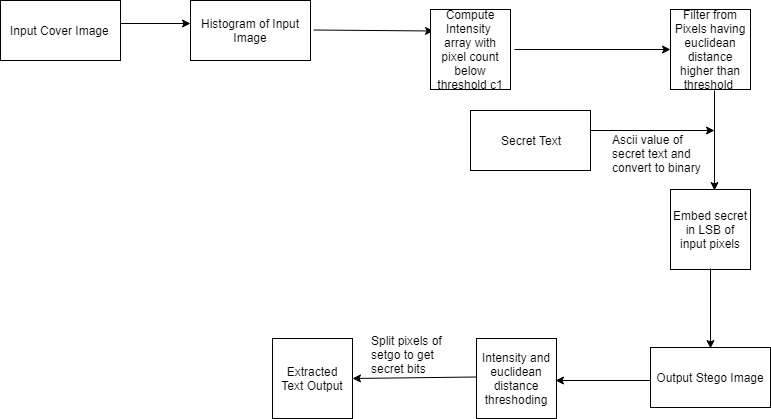 Input Cover Image
Histogram of Input
Image
Compute
Intensity
array with
pixel count
below
threshold c1
Filter from
Pixels having
euclidean
distance
higher than
threshold
Secret Text
Ascii value of
secret text and
convert to binary
Embed secret
in LSB of
input pixels
Output Stego Image
Intensity and
euclidean
distance
threshoding
Split pixels of
setgo to get
secret bits
Extracted
Text Output